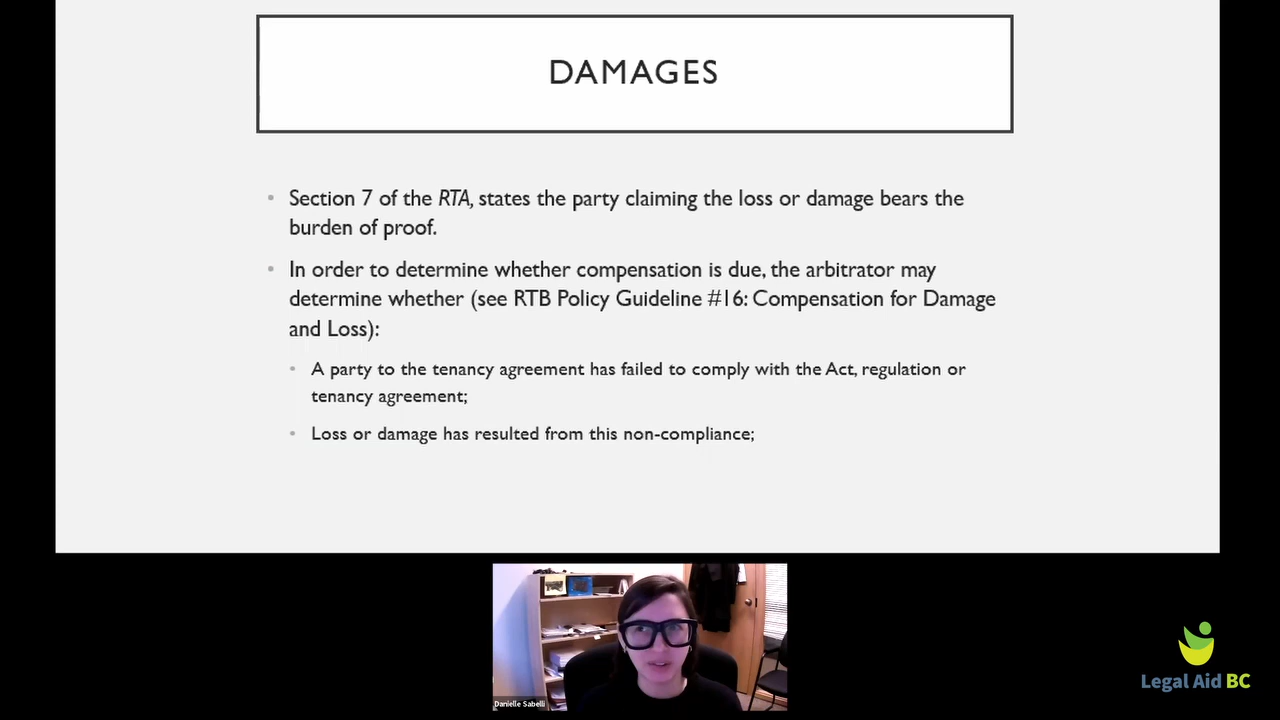 DAMAGES
Section 7 of the RTA, states the party claiming the loss or damage bears the
burden of proof.
In order to determine whether compensation is due, the arbitrator may
determine whether (see RTB Policy Guideline #16: Compensation for Damage
and Loss):
A party to the tenancy agreement has failed to comply with the Act, regulation or
tenancy agreement;
Loss or damage has resulted from this non-compliance;
Danielle Sabelli
Legal Aid BC